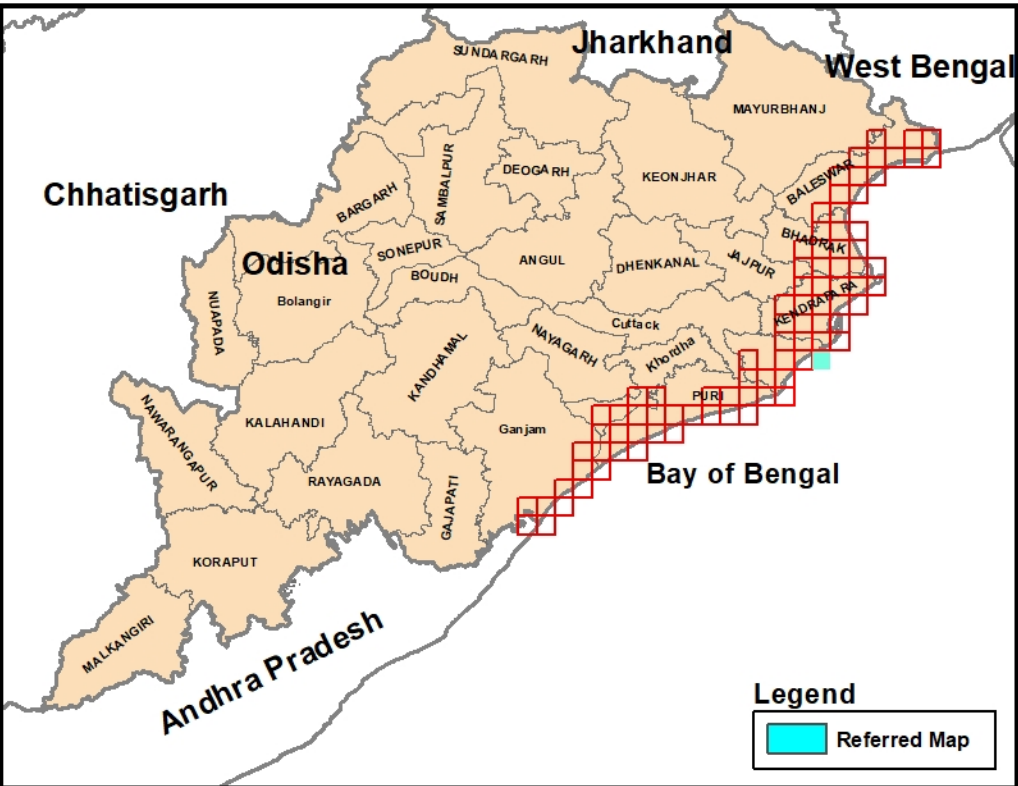 Jharkhand
SUNDARGARH
West Bengal
MAYURBHANJ
Chhatisgarh
SAMBALPUR
DEOGARH
KEONJHAR
BALESWAR
BARGARH
SONEPUR
BHADRAK
Odisha
BOUDH
ANGUL
DHENKANAL
JAJPUR
Bolangir
KENDRAPARA
NUAPADA
Cuttack
NAYAGARH
Khordha
KANDHAMAL
PURI
NAWARANGAPUR
KALAHANDI
Ganjam
Bay of Bengal
RAYAGADA
GAJAPATI
KORAPUT
MALKANGIRI
Andhra Pradesh
Legend
Referred Map